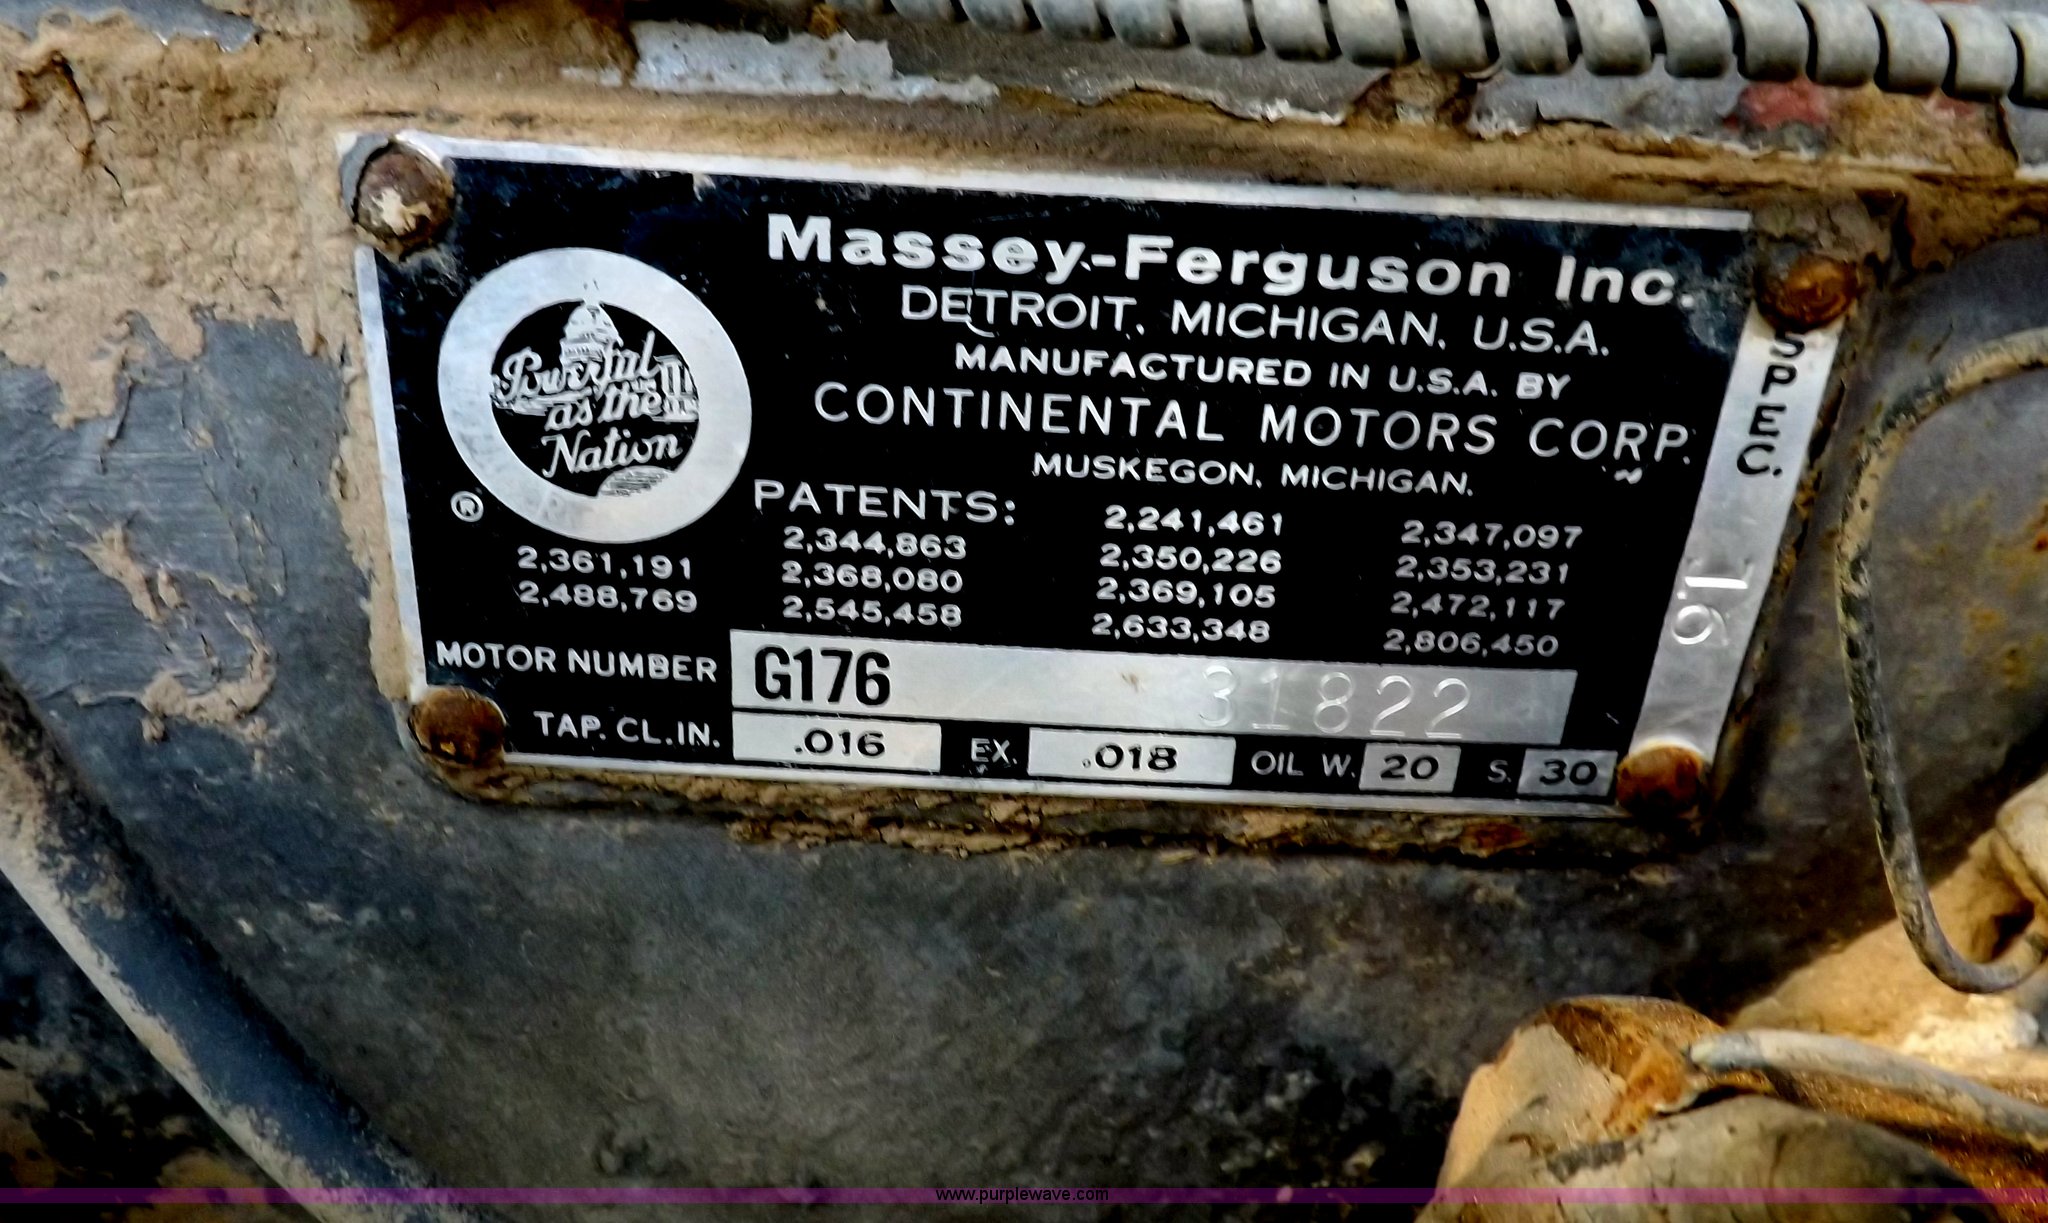 Massey-Ferguson Inc.
DETROIT, MICHIGAN, U.S.A.
MANUFACTURED IN U.S.A. BY
CONTINENTAL MOTORS CORP.
MUSKEGON, MICHIGAN.
Powerful
as the
Nation
®
SPEC. 1.6
PATENTS:
2,241,461 2,347,097
2,361,191 2,344,863 2,350,226 2,353,231
2,488,769 2,368,080 2,369,105 2,472,117
2,545,458 2,633,348 2,806,450
MOTOR NUMBER G176 31822
TAP. CL.IN. .016 EX. .018 OIL W. 20 S. 30
www.purplewave.com